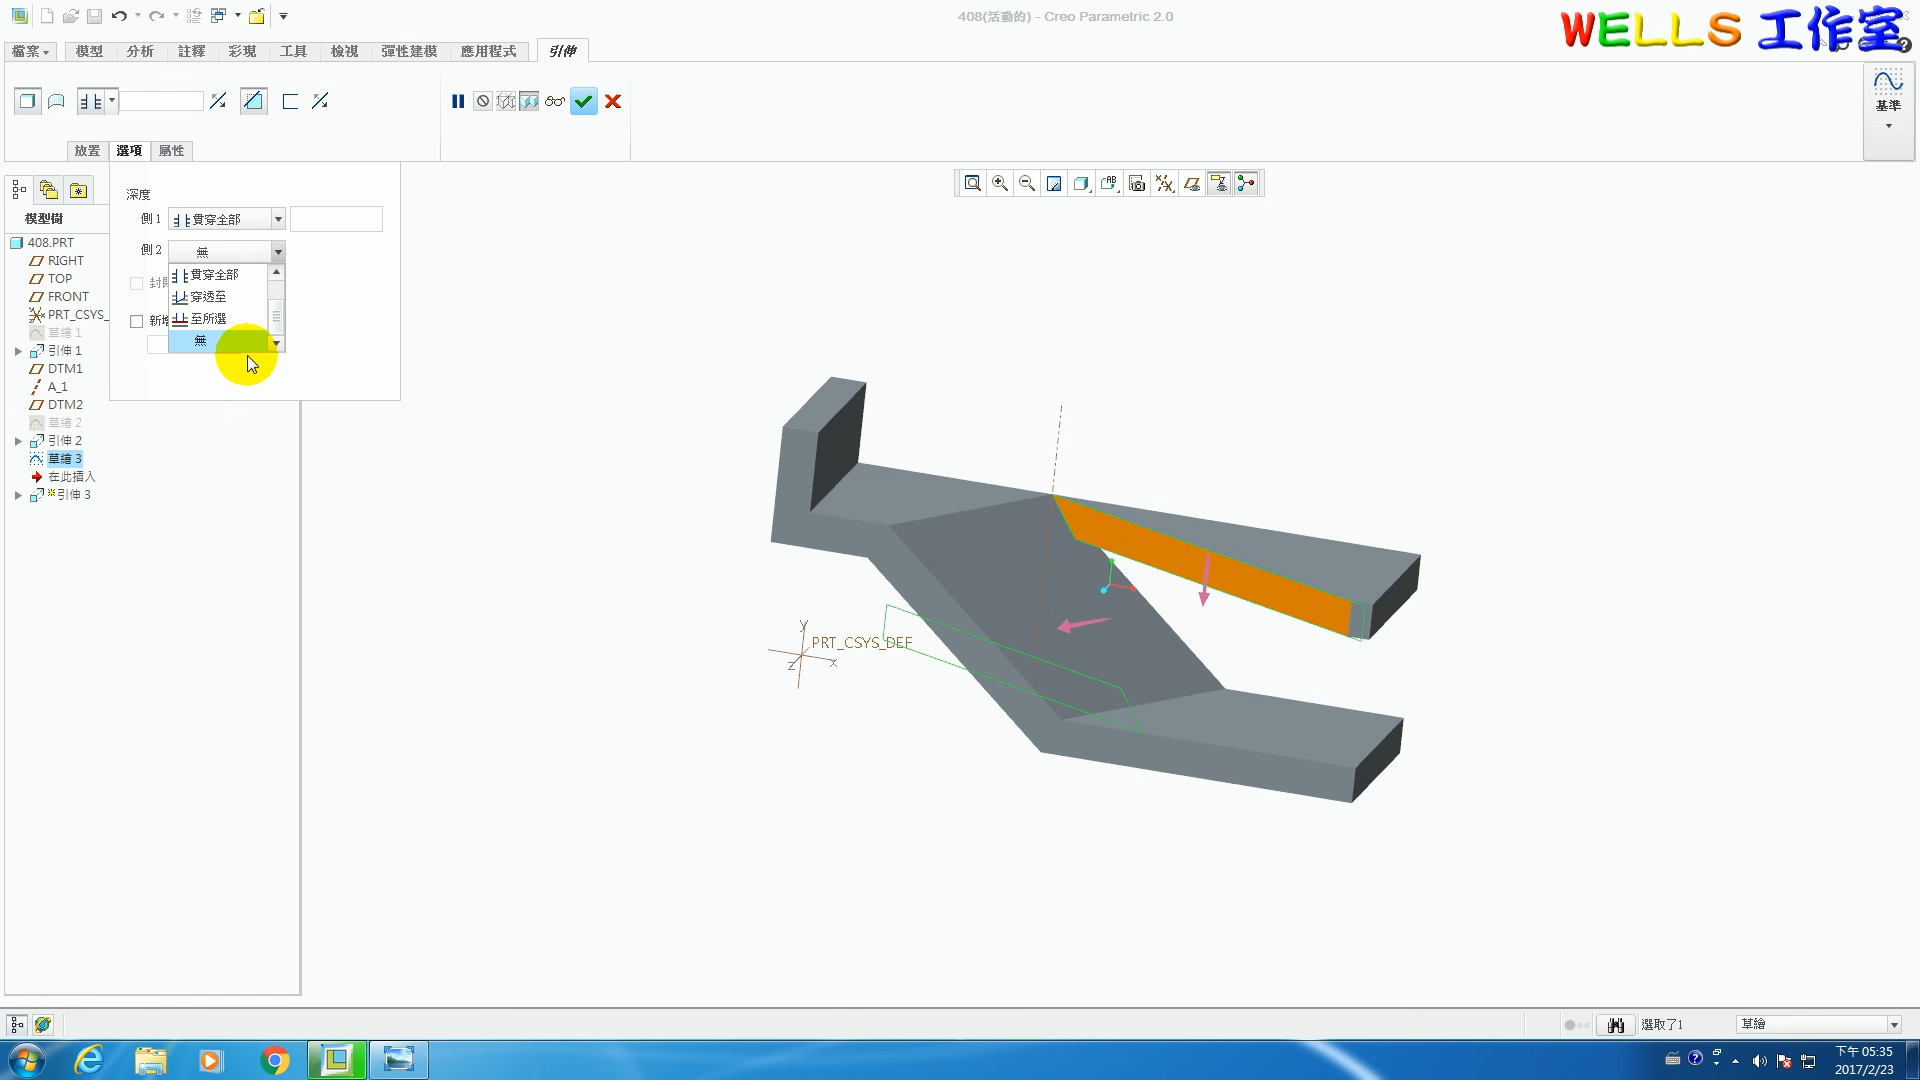 408(活動的) - Creo Parametric 2.0
WELLS 工作室
檔案 模型 分析 註釋 彩現 工具 檢視 彈性建模 應用程式 引伸
基準
放置 選項 屬性
深度
側 1 貫穿全部
側 2 無
貫穿全部
穿透至
至所選
無
新增
模型樹
408.PRT
RIGHT
TOP
FRONT
PRT_CSYS_
草繪 1
引伸 1
DTM1
A_1
DTM2
草繪 2
引伸 2
草繪 3
在此插入
引伸 3
y
PRT_CSYS_DEF
z x
選取了1 草繪
下午 05:35
2017/2/23